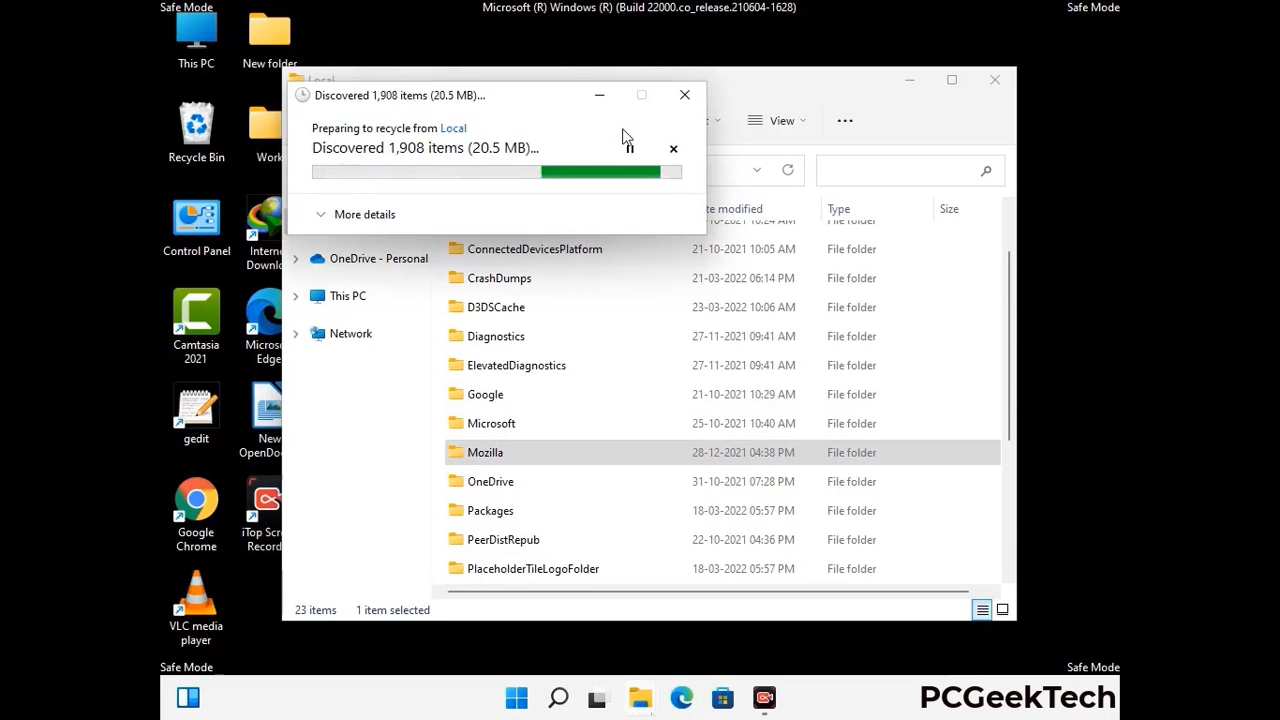 Safe Mode
Microsoft (R) Windows (R) (Build 22000.co_release.210604-1628)
Safe Mode
This PC
New folder
Recycle Bin
Work
Control Panel
Intern
Downlo
Camtasia
2021
Micros
Edge
gedit
New
OpenDo
Google
Chrome
iTop Scr
Record
VLC media
player
Local
Discovered 1,908 items (20.5 MB)...
Preparing to recycle from Local
Discovered 1,908 items (20.5 MB)...
More details
View
te modified
Type
Size
OneDrive - Personal
This PC
Network
File folder
ConnectedDevicesPlatform 21-10-2021 10:05 AM File folder
CrashDumps 21-03-2022 06:14 PM File folder
D3DSCache 23-03-2022 10:06 AM File folder
Diagnostics 27-11-2021 09:41 AM File folder
ElevatedDiagnostics 27-11-2021 09:41 AM File folder
Google 21-10-2021 10:29 AM File folder
Microsoft 25-10-2021 10:40 AM File folder
Mozilla 28-12-2021 04:38 PM File folder
OneDrive 31-10-2021 07:28 PM File folder
Packages 18-03-2022 05:57 PM File folder
PeerDistRepub 22-10-2021 04:36 PM File folder
PlaceholderTileLogoFolder 18-03-2022 05:57 PM File folder
23 items 1 item selected
Safe Mode
Safe Mode
PCGeekTech